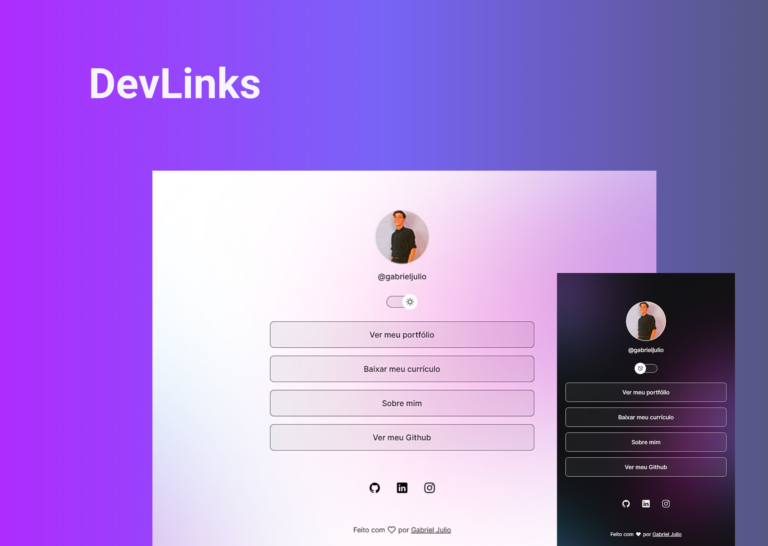 DevLinks
@gabrieljulio
Ver meu portfólio
Baixar meu currículo
Sobre mim
Ver meu Github
Feito com por Gabriel Julio
@gabrieljulio
Ver meu portfólio
Baixar meu currículo
Sobre mim
Ver meu Github
Feito com por Gabriel Julio